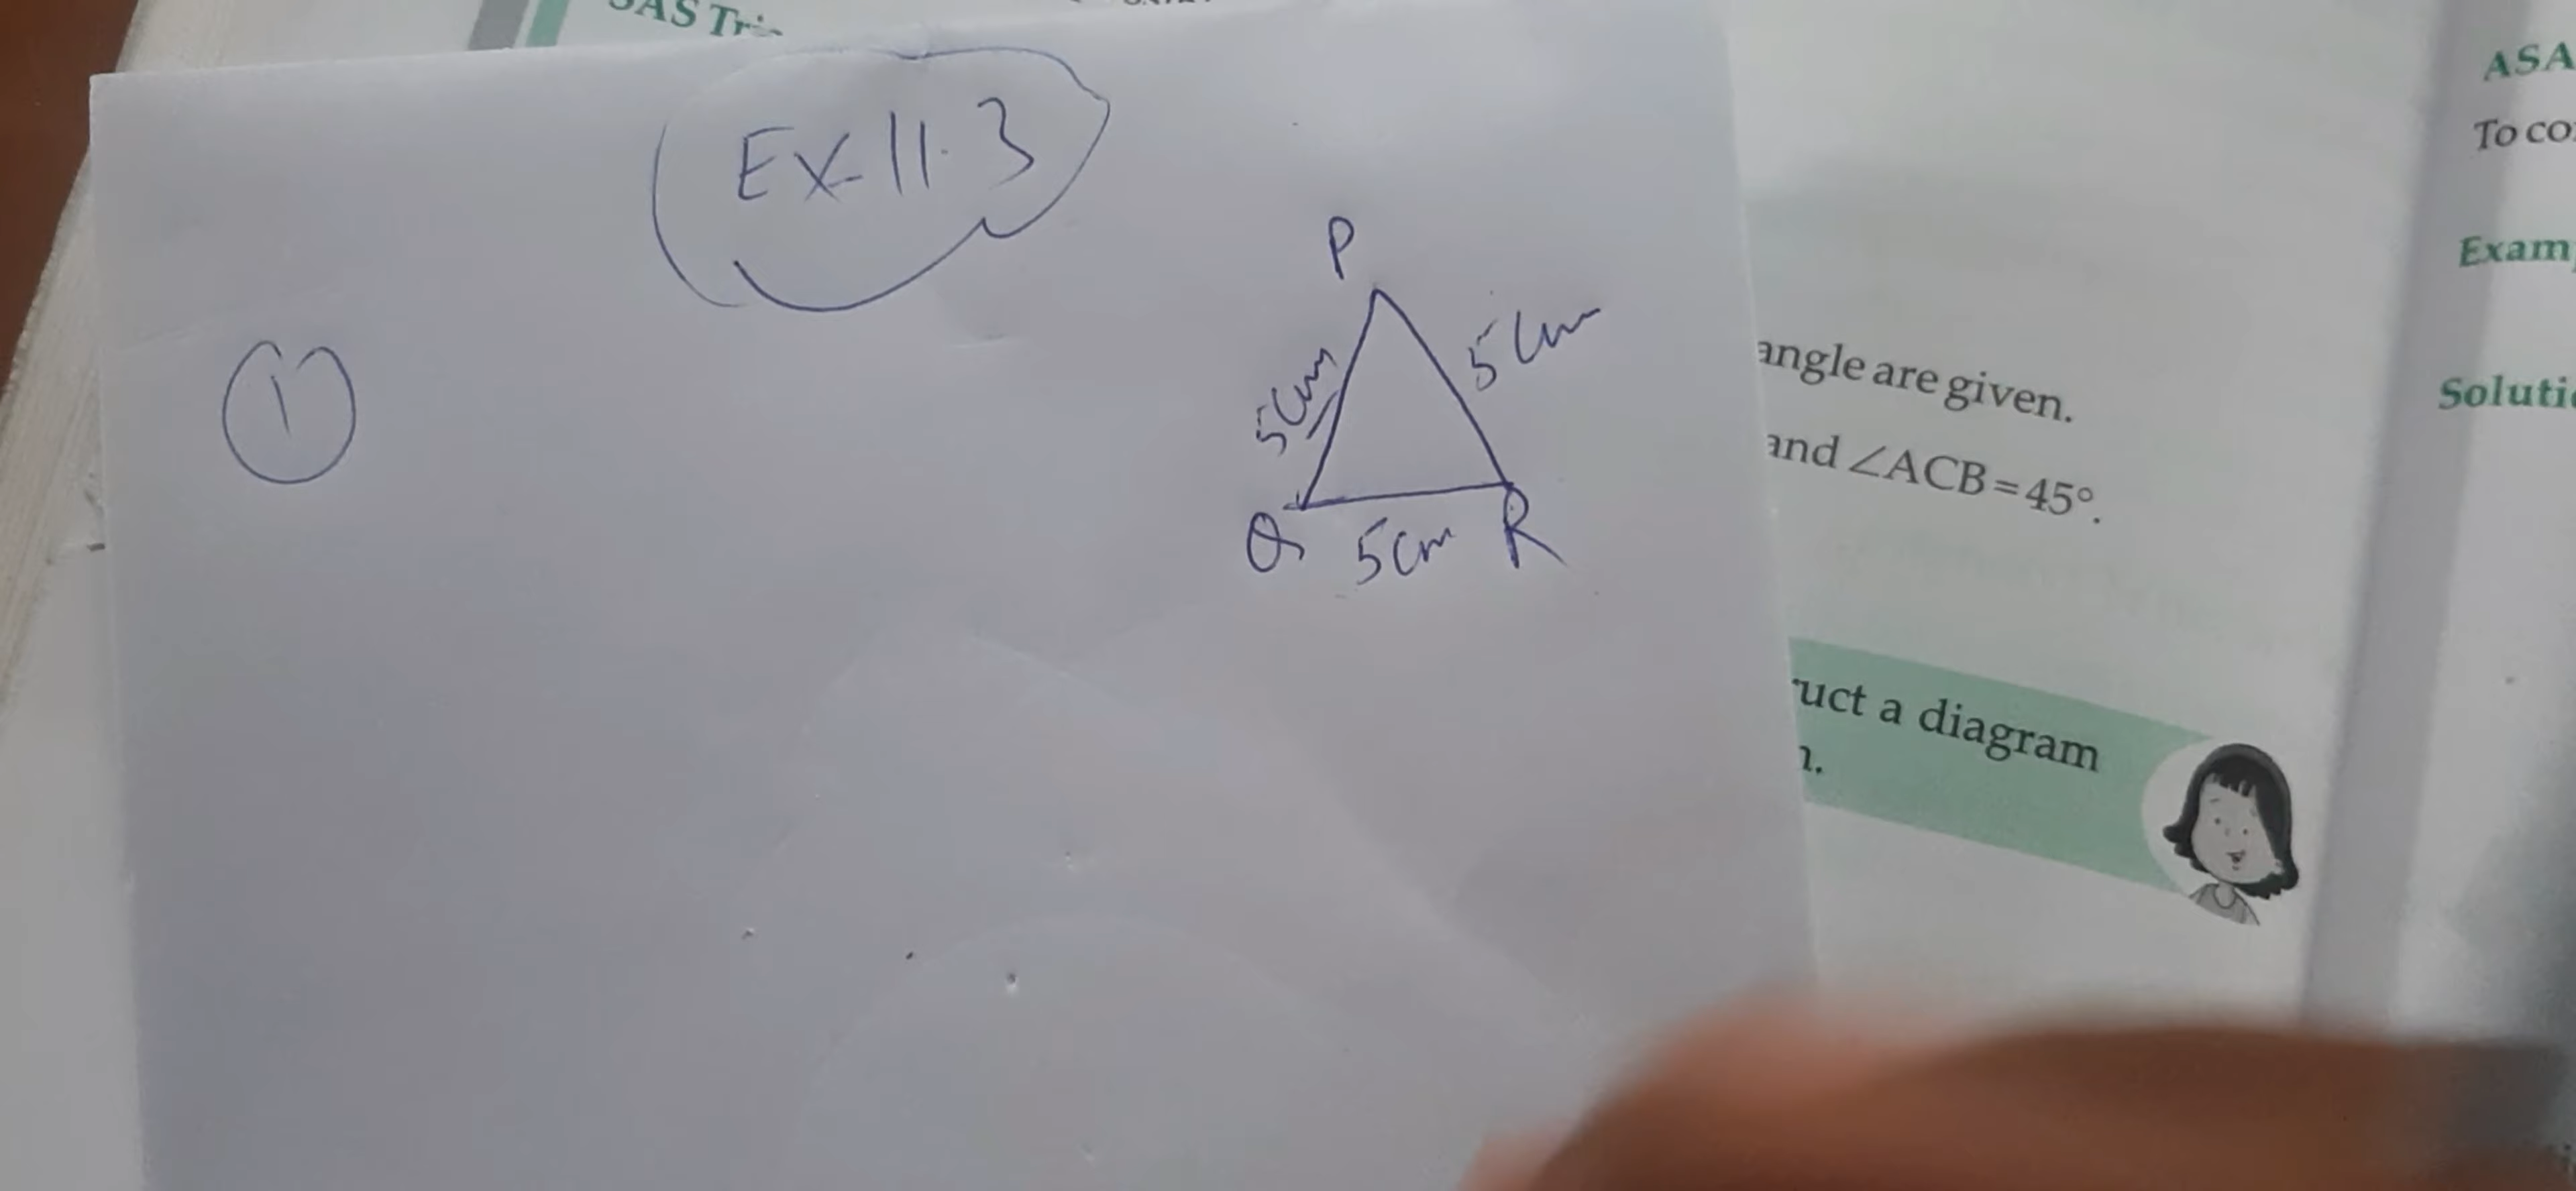 SAS
ASA
To
Ex-11.3
Exam
P
1
5cm
5cm
angle are given.
Soluti
and ∠ACB = 45°.
Q 5cm R
uct a diagram
n.